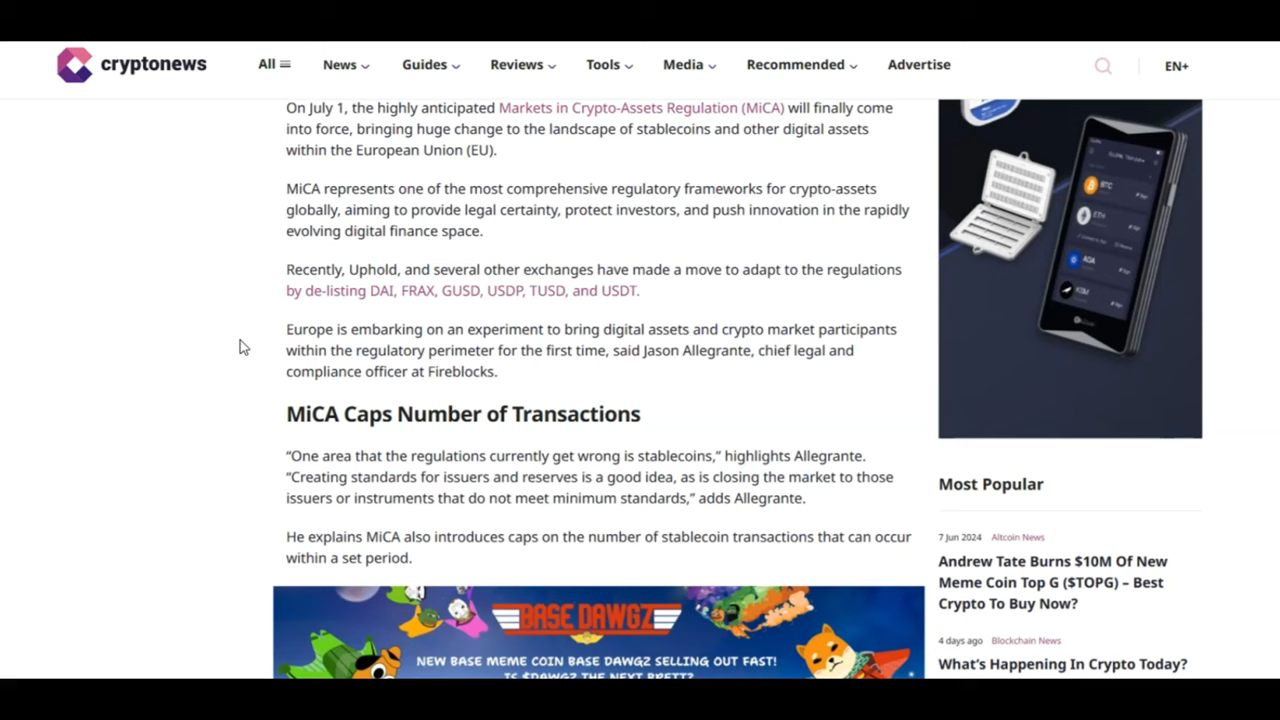 cryptonews
All
News
Guides
Reviews
Tools
Media
Recommended
Advertise
EN+
On July 1, the highly anticipated Markets in Crypto-Assets Regulation (MiCA) will finally come
into force, bringing huge change to the landscape of stablecoins and other digital assets
within the European Union (EU).
MiCA represents one of the most comprehensive regulatory frameworks for crypto-assets
globally, aiming to provide legal certainty, protect investors, and push innovation in the rapidly
evolving digital finance space.
Recently, Uphold, and several other exchanges have made a move to adapt to the regulations
by de-listing DAI, FRAX, GUSD, USDP, TUSD, and USDT.
Europe is embarking on an experiment to bring digital assets and crypto market participants
within the regulatory perimeter for the first time, said Jason Allegrante, chief legal and
compliance officer at Fireblocks.
MiCA Caps Number of Transactions
“One area that the regulations currently get wrong is stablecoins,” highlights Allegrante.
“Creating standards for issuers and reserves is a good idea, as is closing the market to those
issuers or instruments that do not meet minimum standards,” adds Allegrante.
He explains MiCA also introduces caps on the number of stablecoin transactions that can occur
within a set period.
BASE DAWGZ
NEW BASE MEME COIN BASE DAWGZ SELLING OUT FAST!
IS $DAWGZ THE NEXT BRETT?
BTC
ETH
ADA
KSM
Most Popular
7 Jun 2024 Altcoin News
Andrew Tate Burns $10M Of New
Meme Coin Top G ($TOPG) – Best
Crypto To Buy Now?
4 days ago Blockchain News
What’s Happening In Crypto Today?